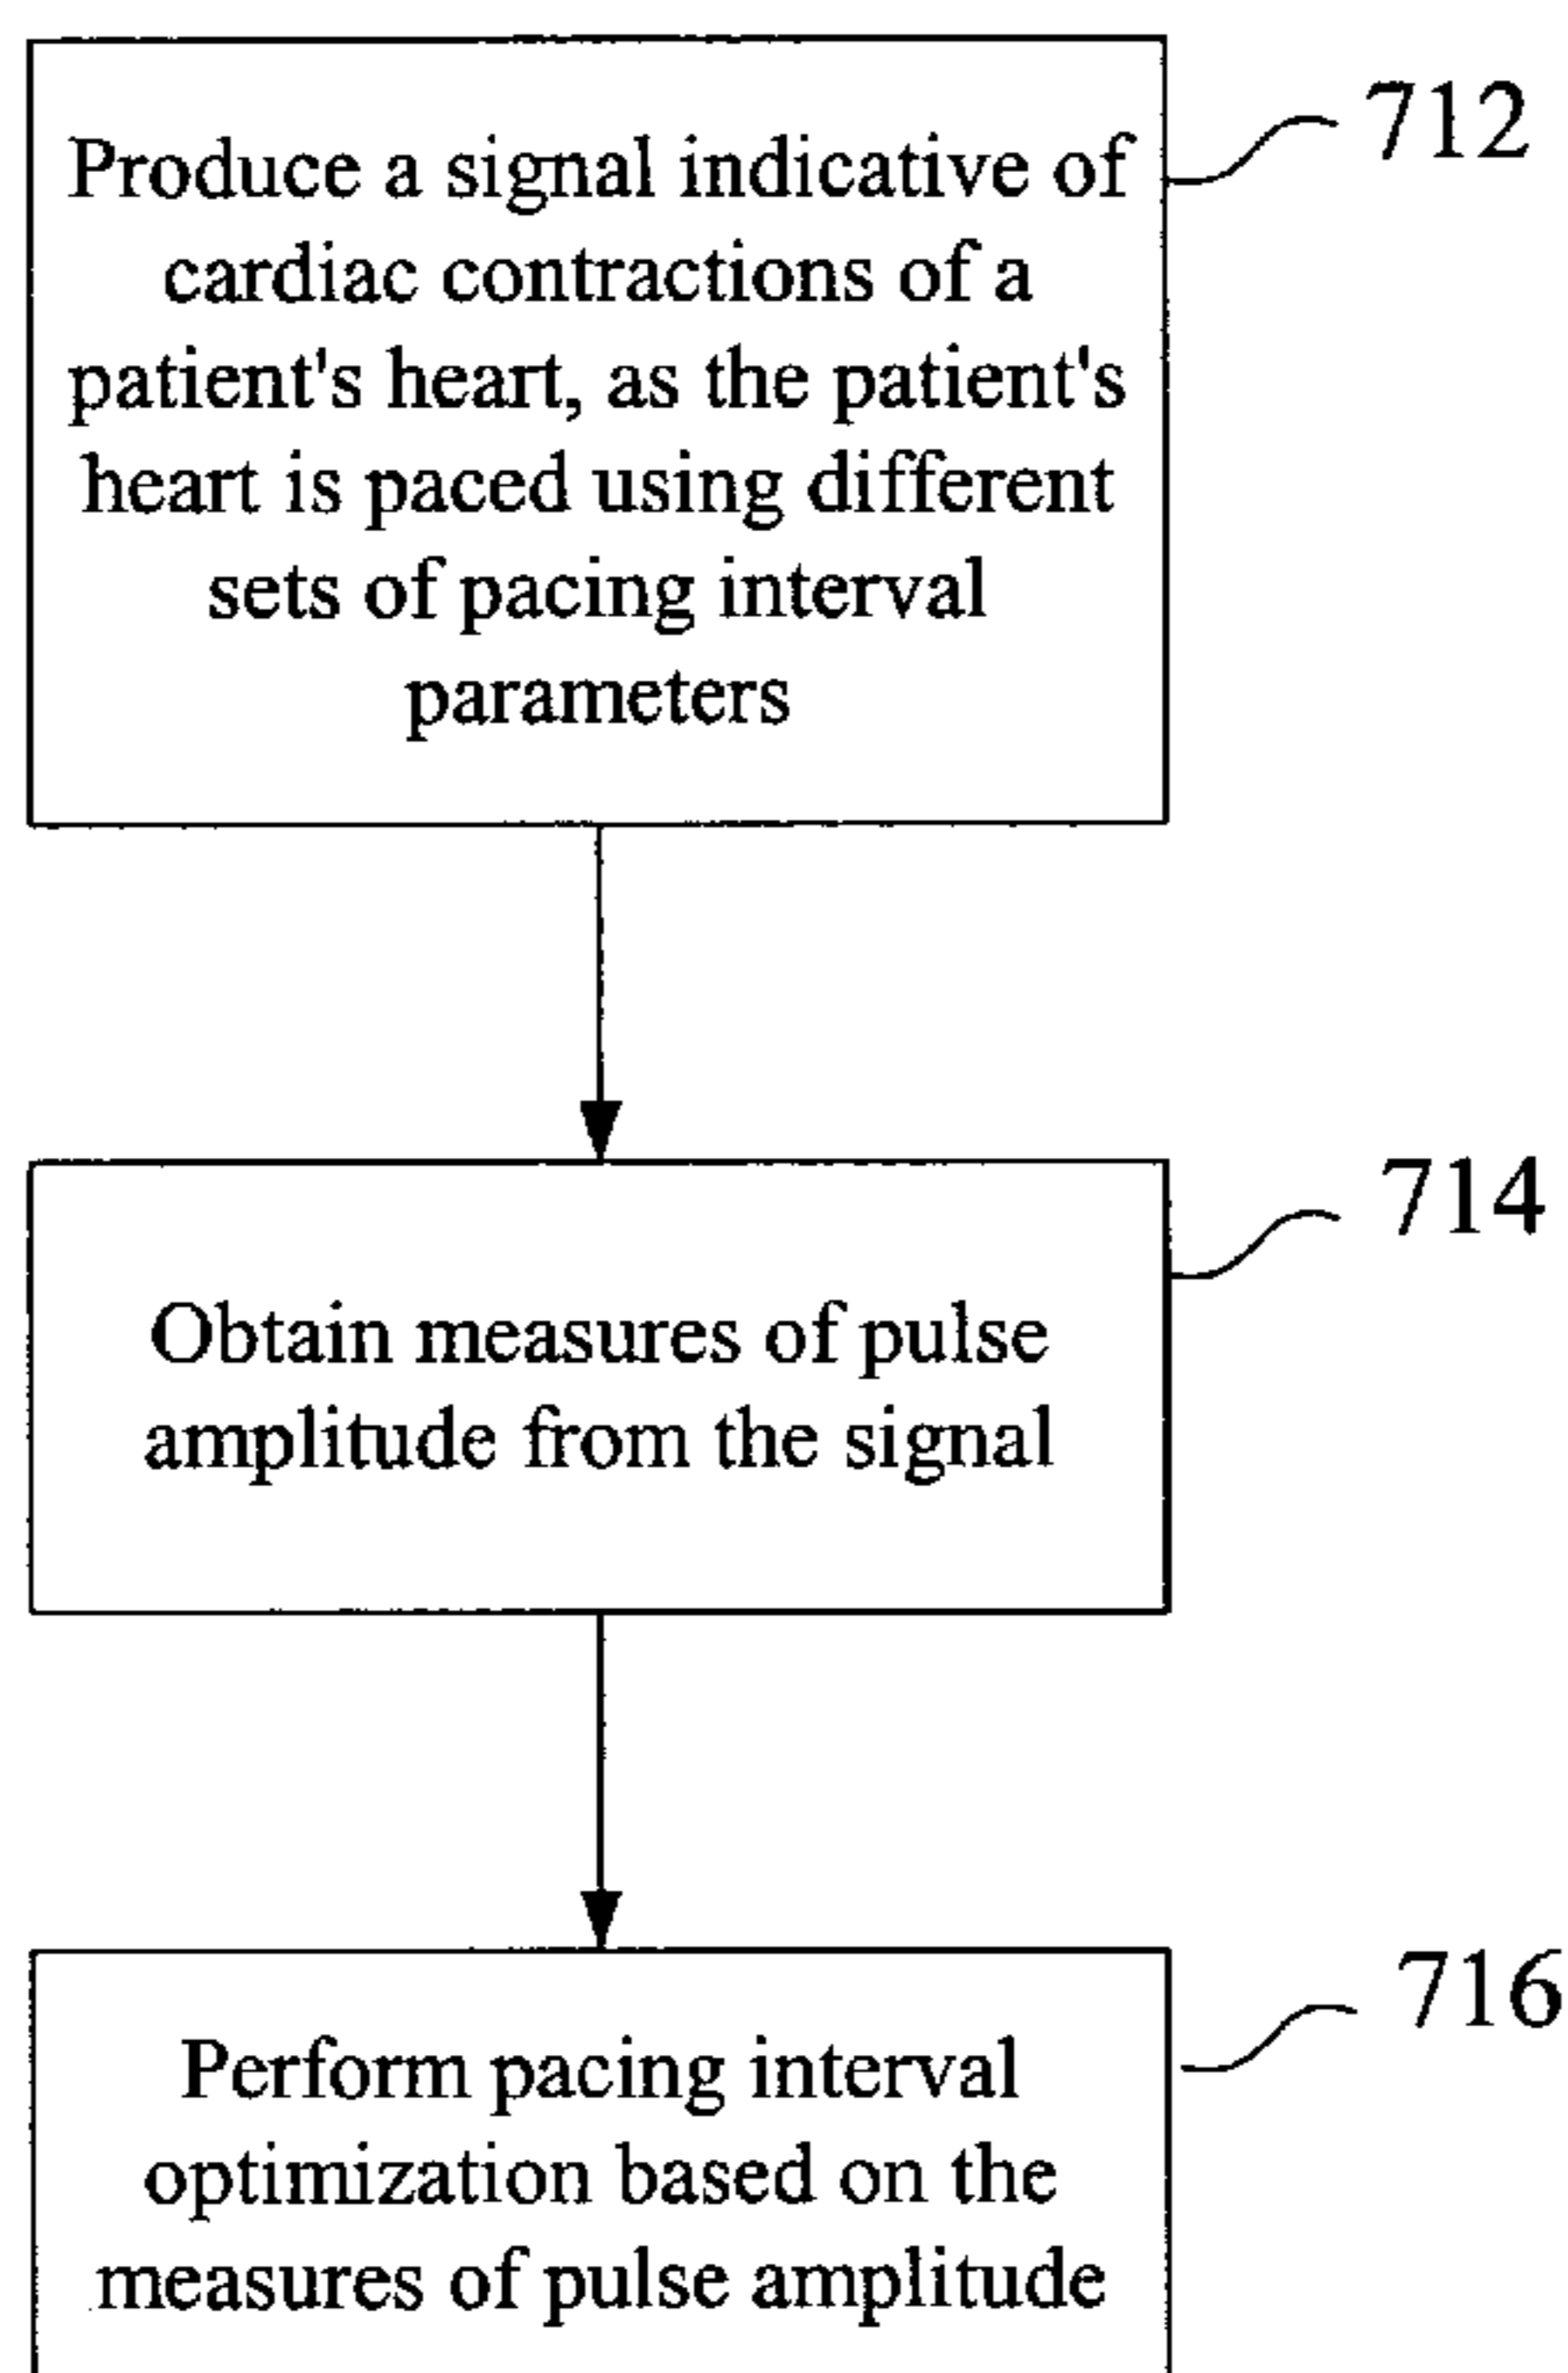 Produce a signal indicative of
cardiac contractions of a
patient's heart, as the patient's
heart is paced using different
sets of pacing interval
parameters
712
Obtain measures of pulse
amplitude from the signal
714
Perform pacing interval
optimization based on the
measures of pulse amplitude
716